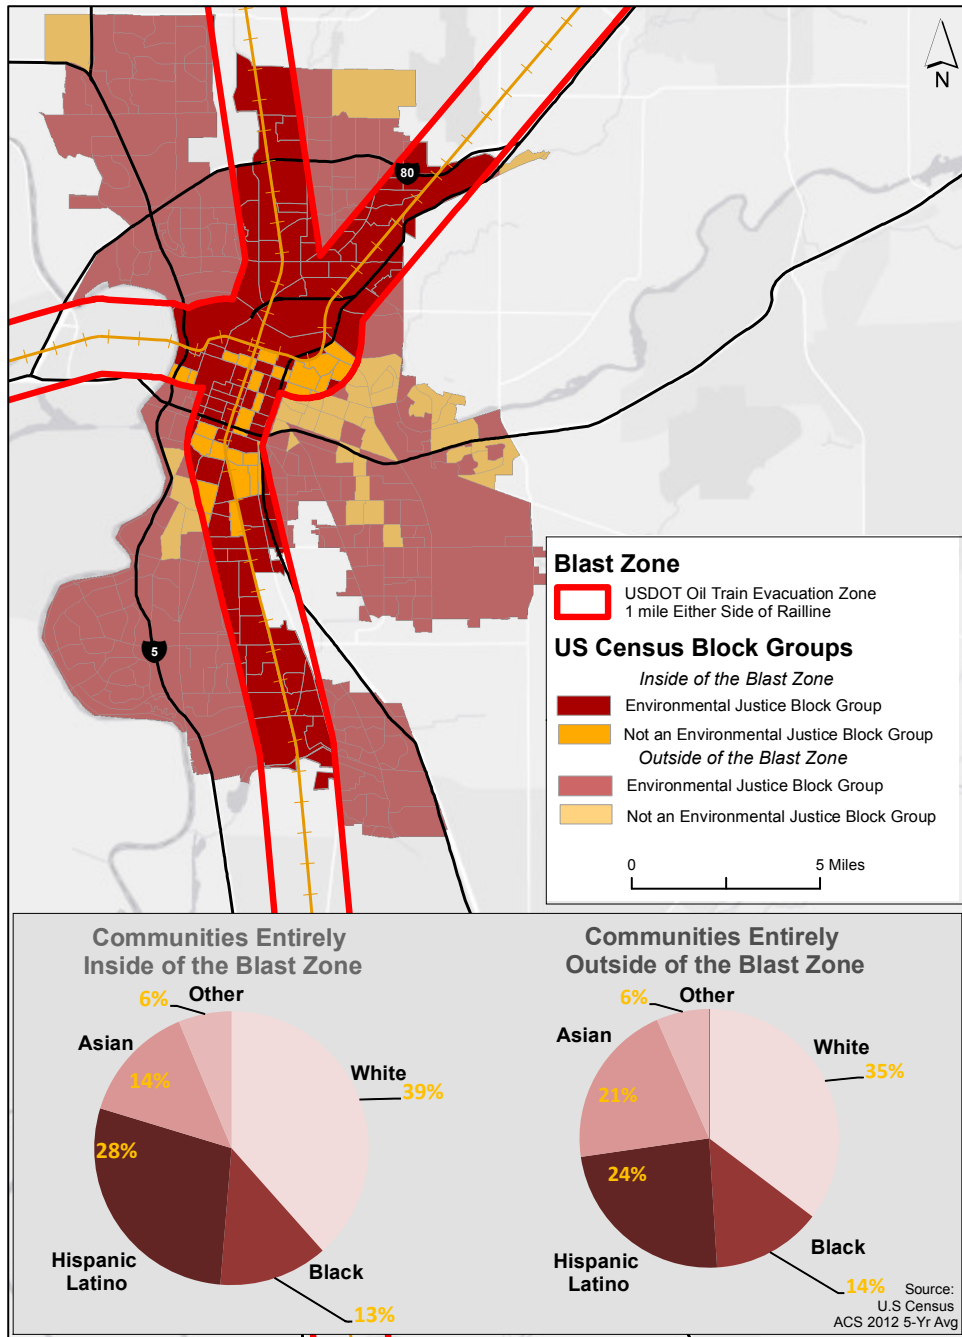 N
80
5
Blast Zone
USDOT Oil Train Evacuation Zone
1 mile Either Side of Railline
US Census Block Groups
Inside of the Blast Zone
Environmental Justice Block Group
Not an Environmental Justice Block Group
Outside of the Blast Zone
Environmental Justice Block Group
Not an Environmental Justice Block Group
0 5 Miles
Communities Entirely
Inside of the Blast Zone
6% Other
Asian
14%
White
39%
28%
Hispanic
Latino
Black
13%
Communities Entirely
Outside of the Blast Zone
6% Other
Asian
21%
White
35%
24%
Hispanic
Latino
Black
14%
Source:
U.S Census
ACS 2012 5-Yr Avg